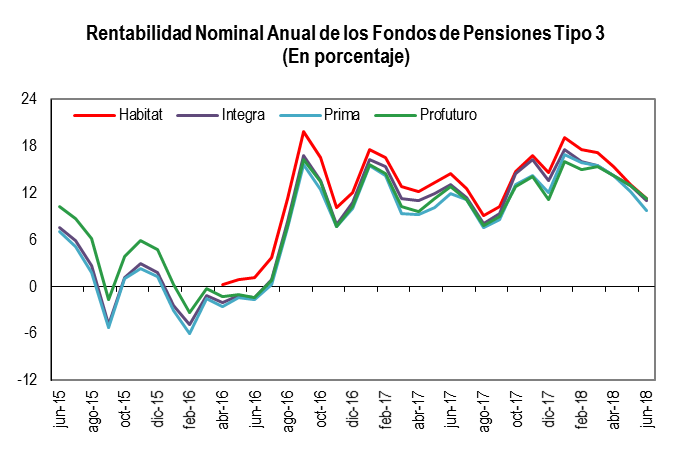 Rentabilidad Nominal Anual de los Fondos de Pensiones Tipo 3
(En porcentaje)
24
18
12
6
0
-6
-12
Habitat
Integra
Prima
Profuturo
jun-15
ago-15
oct-15
dic-15
feb-16
abr-16
jun-16
ago-16
oct-16
dic-16
feb-17
abr-17
jun-17
ago-17
oct-17
dic-17
feb-18
abr-18
jun-18